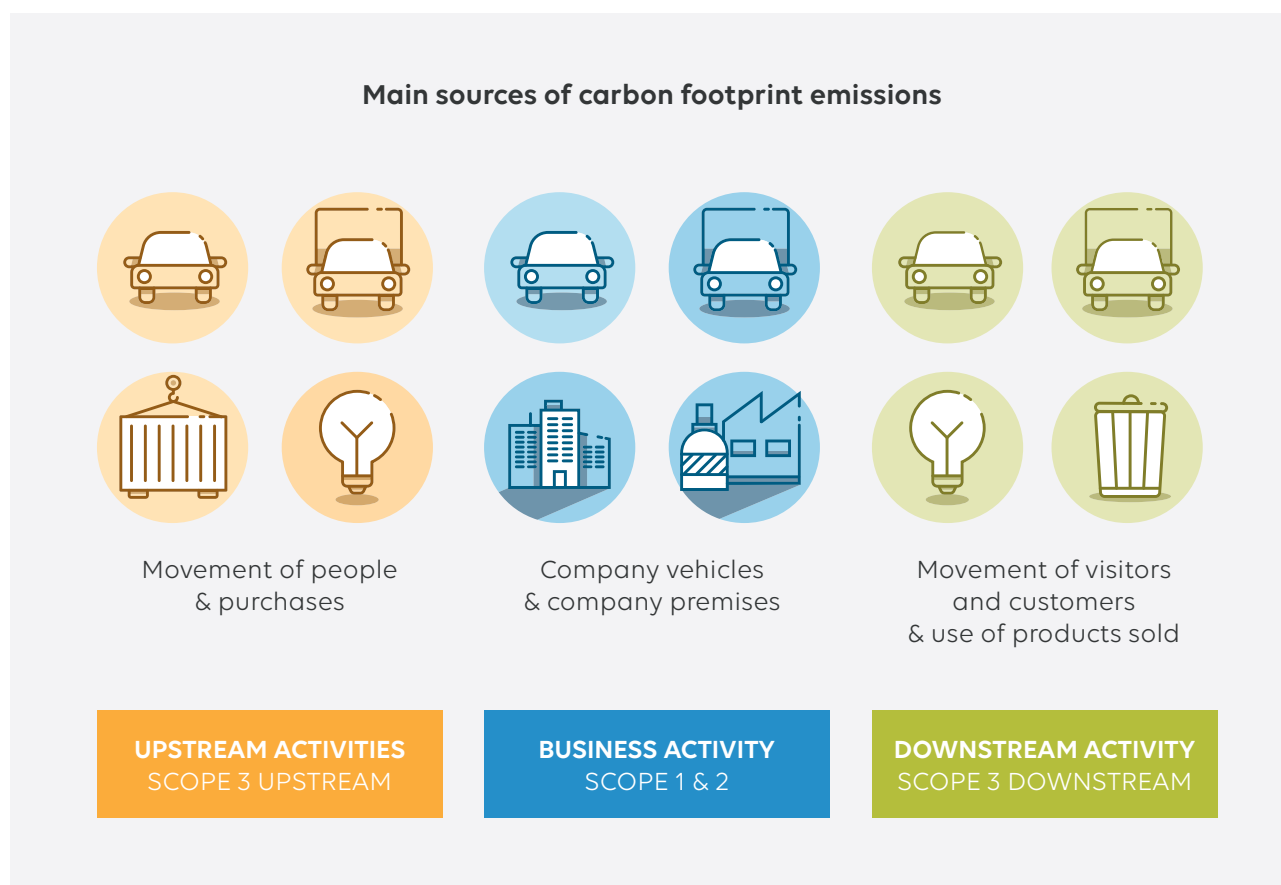 Main sources of carbon footprint emissions
Movement of people
& purchases
Company vehicles
& company premises
Movement of visitors
and customers
& use of products sold
UPSTREAM ACTIVITIES
SCOPE 3 UPSTREAM
BUSINESS ACTIVITY
SCOPE 1 & 2
DOWNSTREAM ACTIVITY
SCOPE 3 DOWNSTREAM